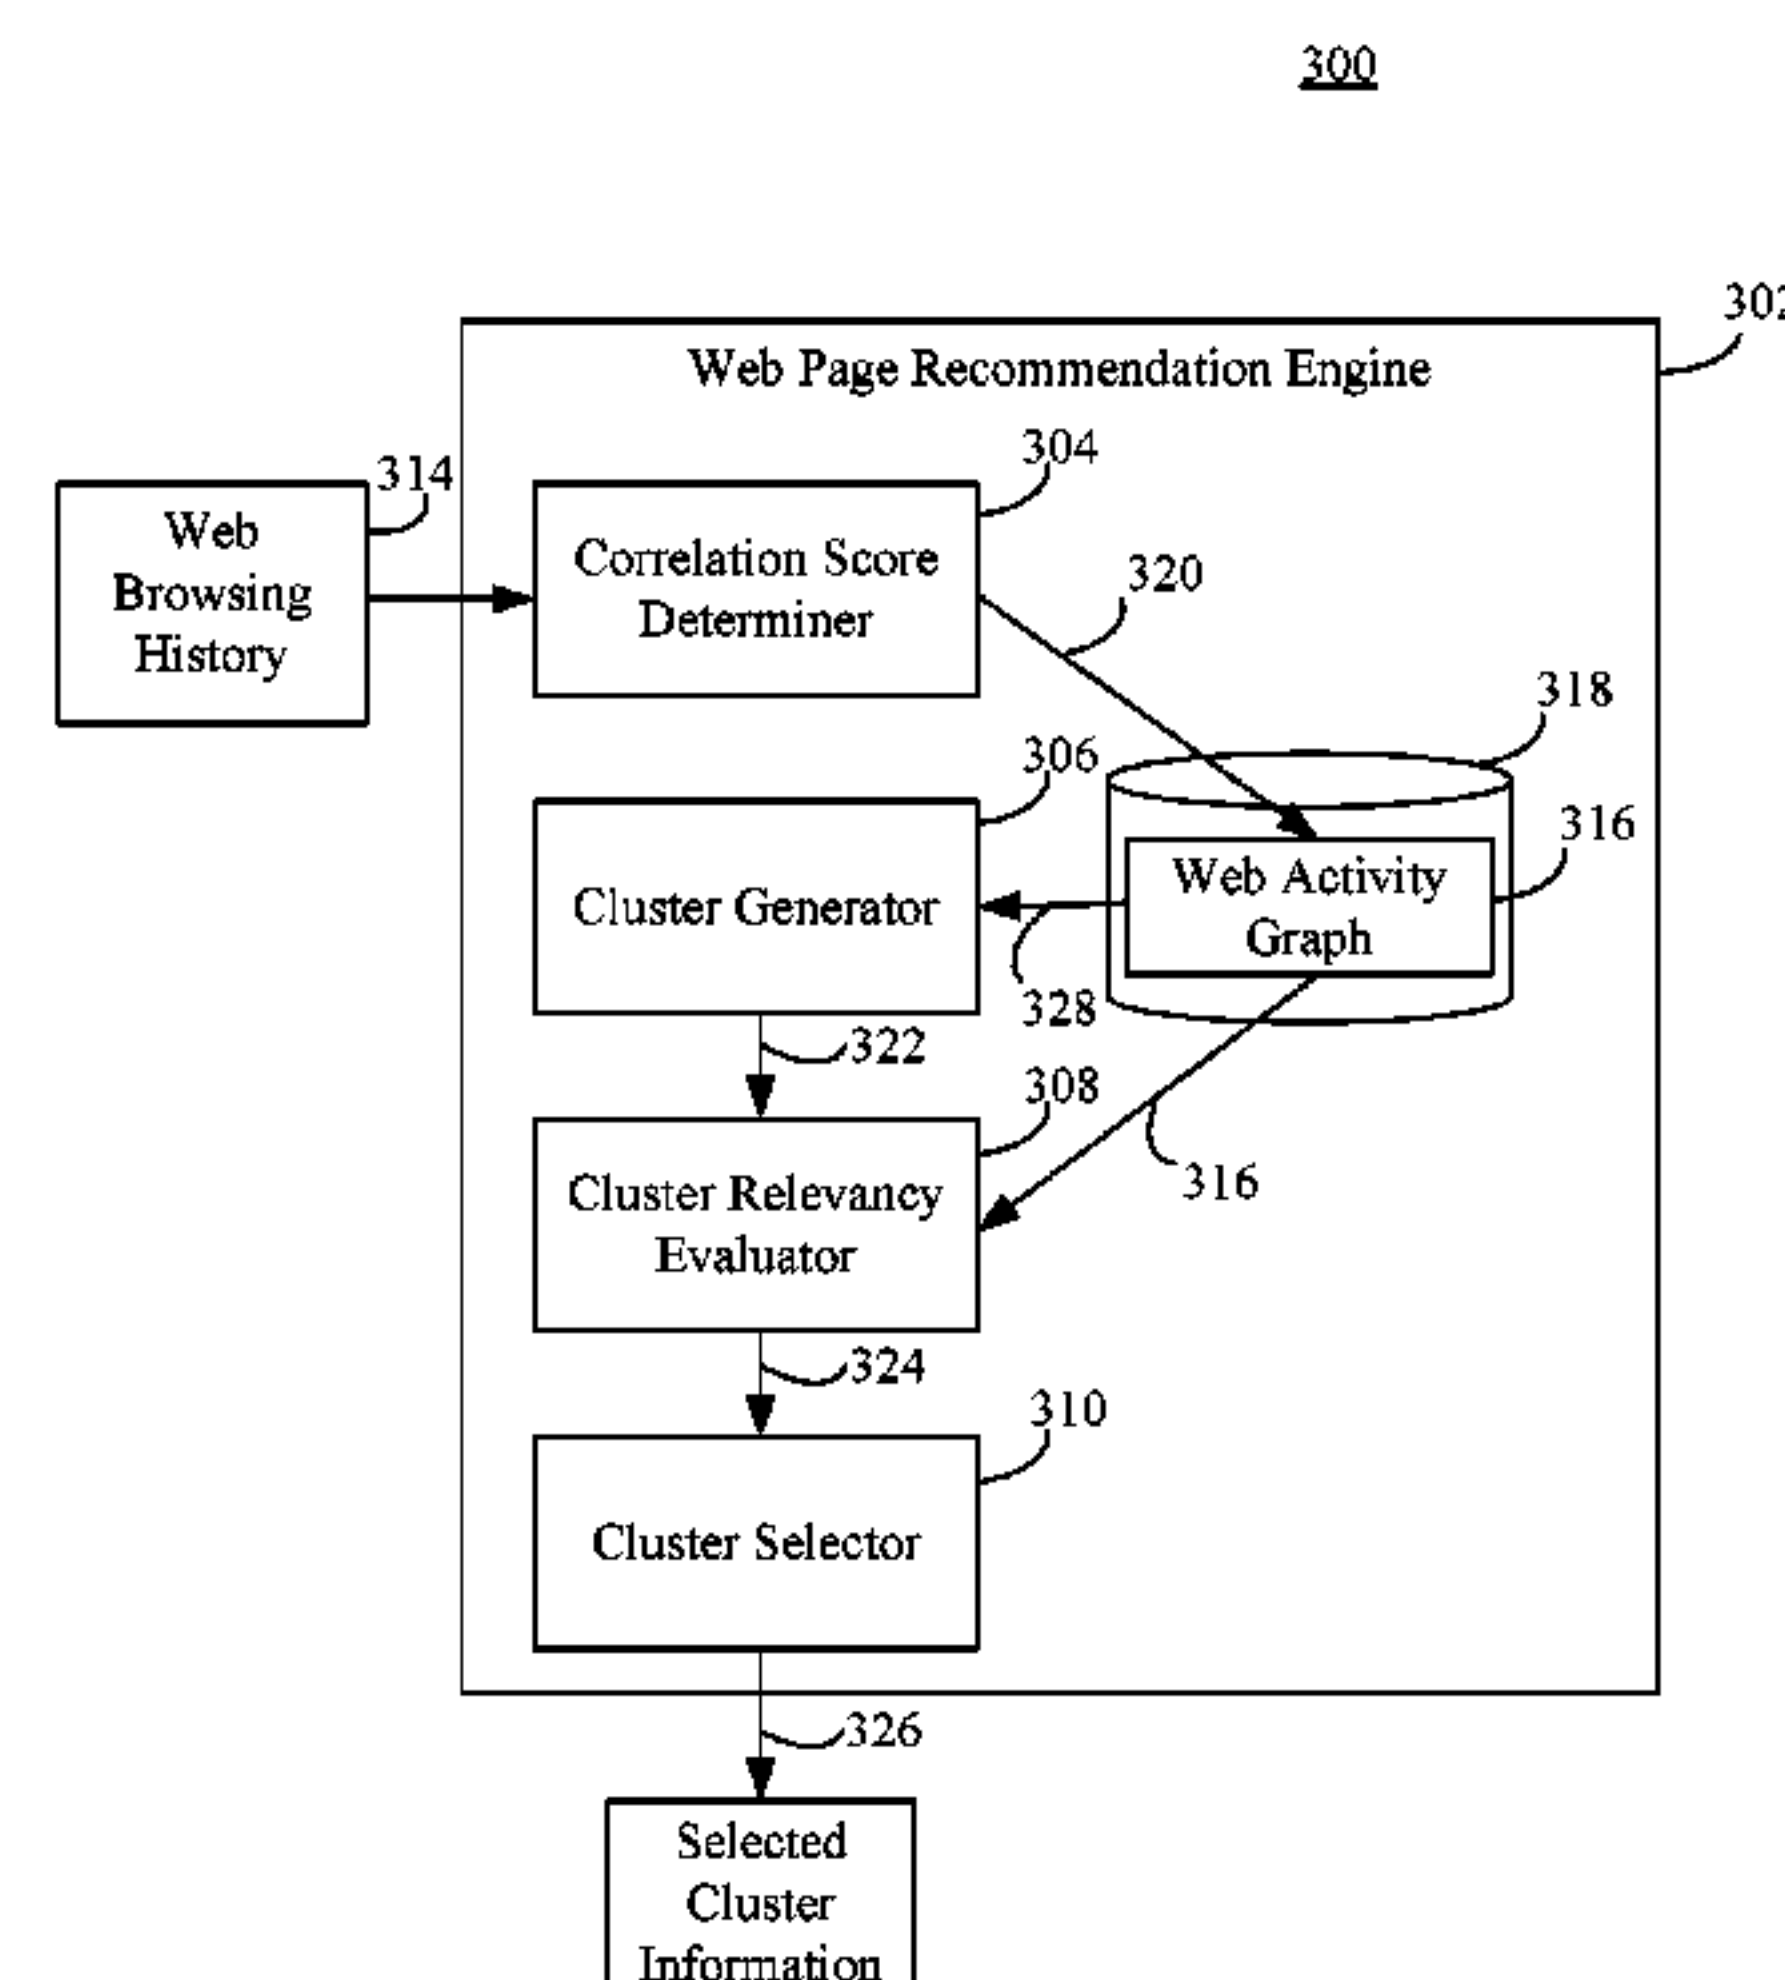 300
302
Web Page Recommendation Engine
304
314
Web
Browsing
History
Correlation Score
Determiner
320
318
306
316
Web Activity
Graph
Cluster Generator
328
322
308
316
Cluster Relevancy
Evaluator
324
310
Cluster Selector
326
Selected
Cluster
Information